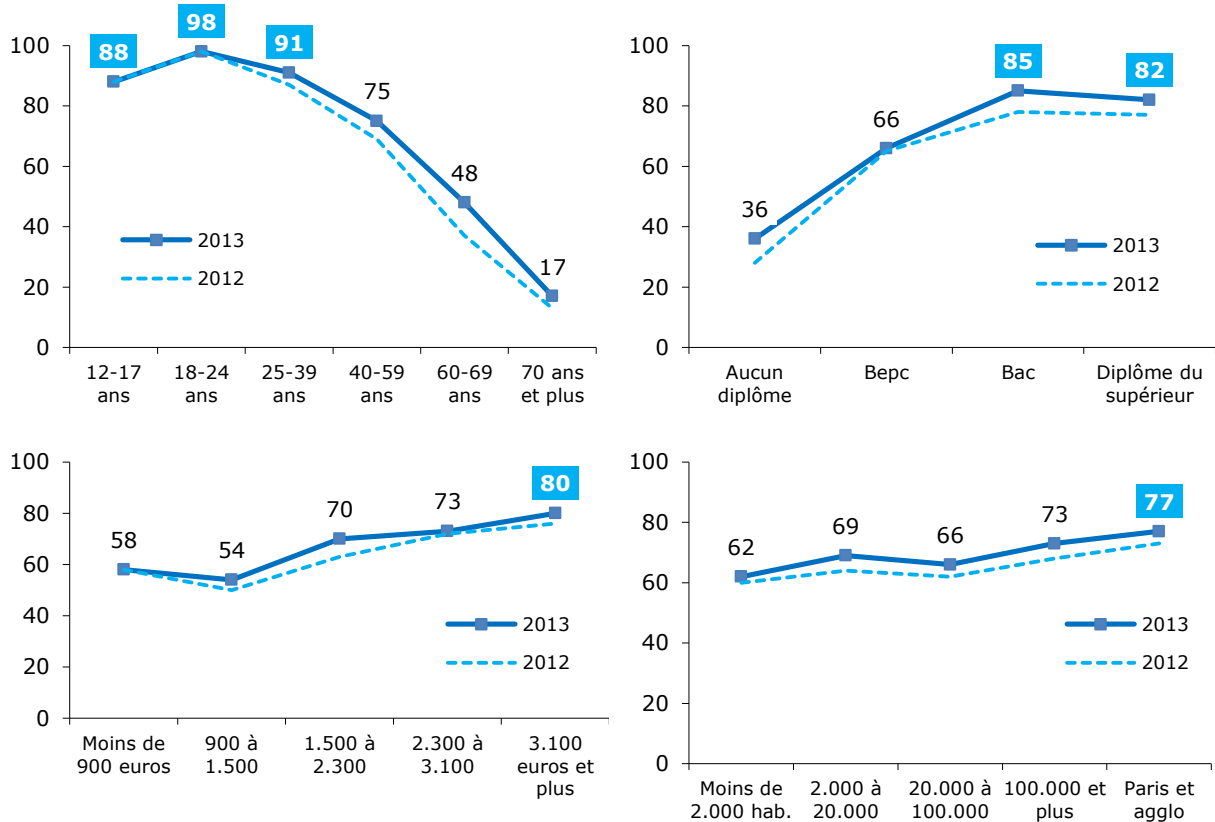 98
100
88
91
80
75
60
48
40
2013
20
2012
17
0
12-17 ans
18-24 ans
25-39 ans
40-59 ans
60-69 ans
70 ans et plus
100
85
82
80
66
60
36
40
2013
20
2012
0
Aucun diplôme
Bepc
Bac
Diplôme du supérieur
100
80
80
58
54
70
73
60
40
2013
20
2012
0
Moins de 900 euros
900 à 1.500
1.500 à 2.300
2.300 à 3.100
3.100 euros et plus
100
80
62
69
66
73
77
60
40
2013
20
2012
0
Moins de 2.000 hab.
2.000 à 20.000
20.000 à 100.000
100.000 et plus
Paris et agglo